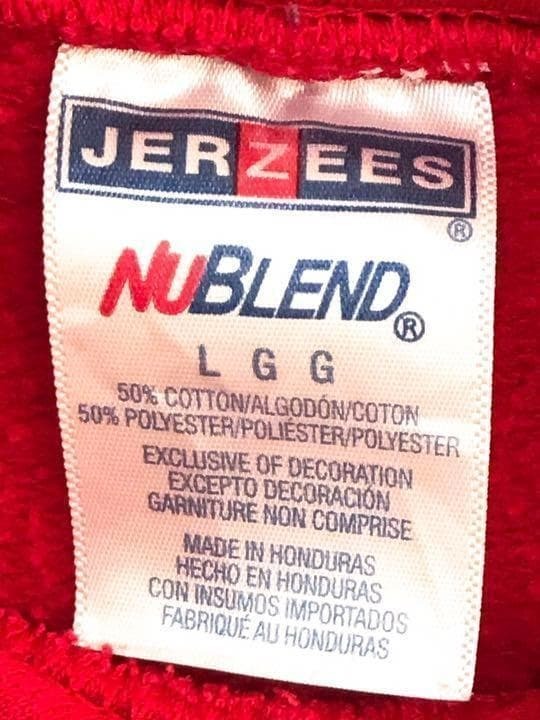 JERZEES
®
NUBLEND®
L G G
50% COTTON/ALGODÓN/COTON
50% POLYESTER/POLIÉSTER/POLYESTER
EXCLUSIVE OF DECORATION
EXCEPTO DECORACIÓN
GARNITURE NON COMPRISE
MADE IN HONDURAS
HECHO EN HONDURAS
CON INSUMOS IMPORTADOS
FABRIQUÉ AU HONDURAS